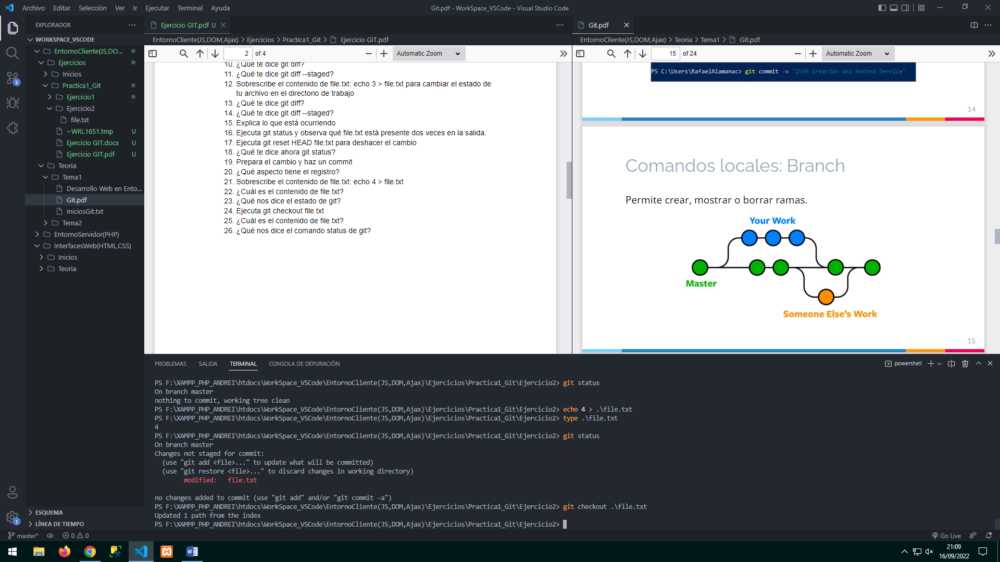 Archivo Editar Selección Ver Ir Ejecutar Terminal Ayuda
Git.pdf - WorkSpace_VSCode - Visual Studio Code
EXPLORADOR
WORKSPACE_VSCODE
EntornoCliente(JS,DO...
Ejercicios
Inicios
Practica1_Git
Ejercicio1
Ejercicio2
file.txt
~WRL1651.tmp U
Ejercicio GIT.docx U
Ejercicio GIT.pdf U
Teoria
Tema1
Desarrollo Web en Ento...
Git.pdf
IniciosGit.txt
Tema2
EntornoServidor(PHP)
InterfacesWeb(HTML,CSS)
Inicios
Teoria
ESQUEMA
LÍNEA DE TIEMPO
5
1
Ejercicio GIT.pdf U
EntornoCliente(JS,DOM,Ajax) > Ejercicios > Practica1_Git > Ejercicio GIT.pdf
2 of 4
Automatic Zoom
10. ¿Qué te dice git diff?
11. ¿Qué te dice git diff --staged?
12. Sobrescribe el contenido de file.txt: echo 3 > file.txt para cambiar el estado de
tu archivo en el directorio de trabajo
13. ¿Qué te dice git diff?
14. ¿Qué te dice git diff --staged?
15. Explica lo que está ocurriendo
16. Ejecuta git status y observa qué file.txt está presente dos veces en la salida.
17. Ejecuta git reset HEAD file.txt para deshacer el cambio
18. ¿Qué te dice ahora git status?
19. Prepara el cambio y haz un commit
20. ¿Qué aspecto tiene el registro?
21. Sobrescribe el contenido de file.txt: echo 4 > file.txt
22. ¿Cuál es el contenido de file.txt?
23. ¿Qué nos dice el estado de git?
24. Ejecuta git checkout file.txt
25. ¿Cuál es el contenido de file.txt?
26. ¿Qué nos dice el comando status de git?
Git.pdf
EntornoCliente(JS,DOM,Ajax) > Teoria > Tema1 > Git.pdf
15 of 24
Automatic Zoom
PS C:\Users\RafaelAlamanac> git commit -m "1556 Creación del hosted Service"
14
Comandos locales: Branch
Permite crear, mostrar o borrar ramas.
Your Work
Master
Someone Else's Work
15
PROBLEMAS SALIDA TERMINAL CONSOLA DE DEPURACIÓN
powershell
PS F:\XAMPP_PHP_ANDREI\htdocs\WorkSpace_VSCode\EntornoCliente(JS,DOM,Ajax)\Ejercicios\Practica1_Git\Ejercicio2> git status
On branch master
nothing to commit, working tree clean
PS F:\XAMPP_PHP_ANDREI\htdocs\WorkSpace_VSCode\EntornoCliente(JS,DOM,Ajax)\Ejercicios\Practica1_Git\Ejercicio2> echo 4 > .\file.txt
PS F:\XAMPP_PHP_ANDREI\htdocs\WorkSpace_VSCode\EntornoCliente(JS,DOM,Ajax)\Ejercicios\Practica1_Git\Ejercicio2> type .\file.txt
4
PS F:\XAMPP_PHP_ANDREI\htdocs\WorkSpace_VSCode\EntornoCliente(JS,DOM,Ajax)\Ejercicios\Practica1_Git\Ejercicio2> git status
On branch master
Changes not staged for commit:
(use "git add <file>..." to update what will be committed)
(use "git restore <file>..." to discard changes in working directory)
modified: file.txt
no changes added to commit (use "git add" and/or "git commit -a")
PS F:\XAMPP_PHP_ANDREI\htdocs\WorkSpace_VSCode\EntornoCliente(JS,DOM,Ajax)\Ejercicios\Practica1_Git\Ejercicio2> git checkout .\file.txt
Updated 1 path from the index
PS F:\XAMPP_PHP_ANDREI\htdocs\WorkSpace_VSCode\EntornoCliente(JS,DOM,Ajax)\Ejercicios\Practica1_Git\Ejercicio2>
master* 0 0
Go Live
21:09
16/09/2022